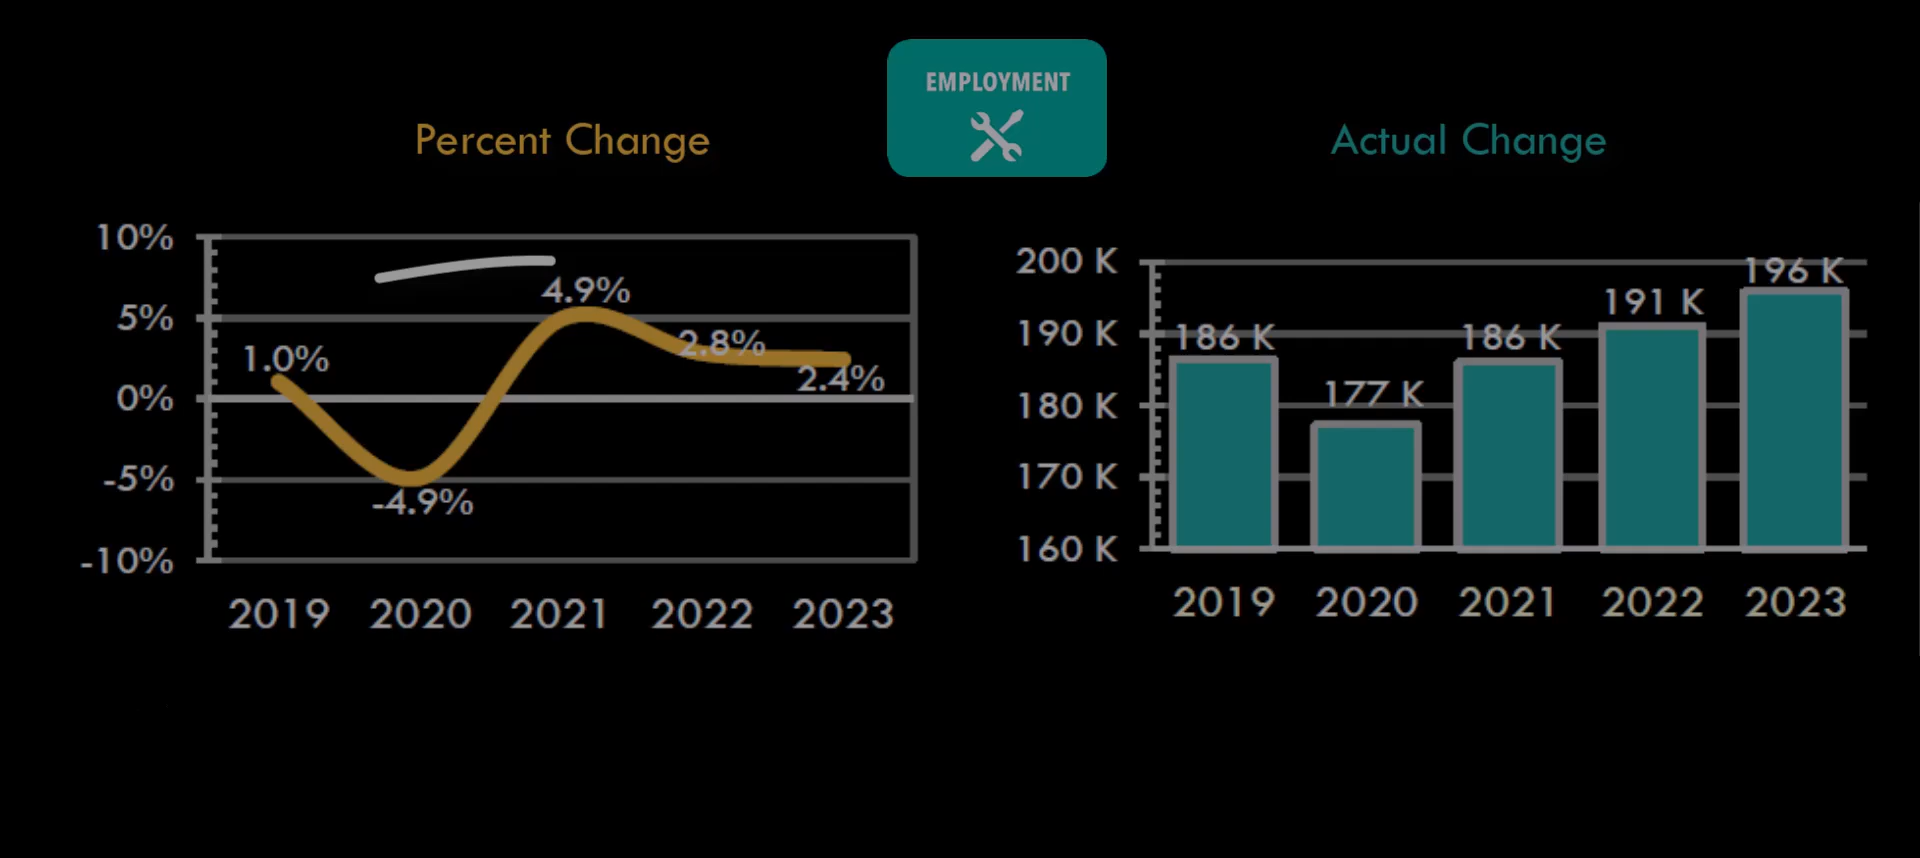 EMPLOYMENT
Percent Change
10%
5%
0%
-5%
-10%
1.0%
-4.9%
4.9%
2.8%
2.4%
2019 2020 2021 2022 2023
Actual Change
200 K
190 K
180 K
170 K
160 K
186 K
177 K
186 K
191 K
196 K
2019 2020 2021 2022 2023